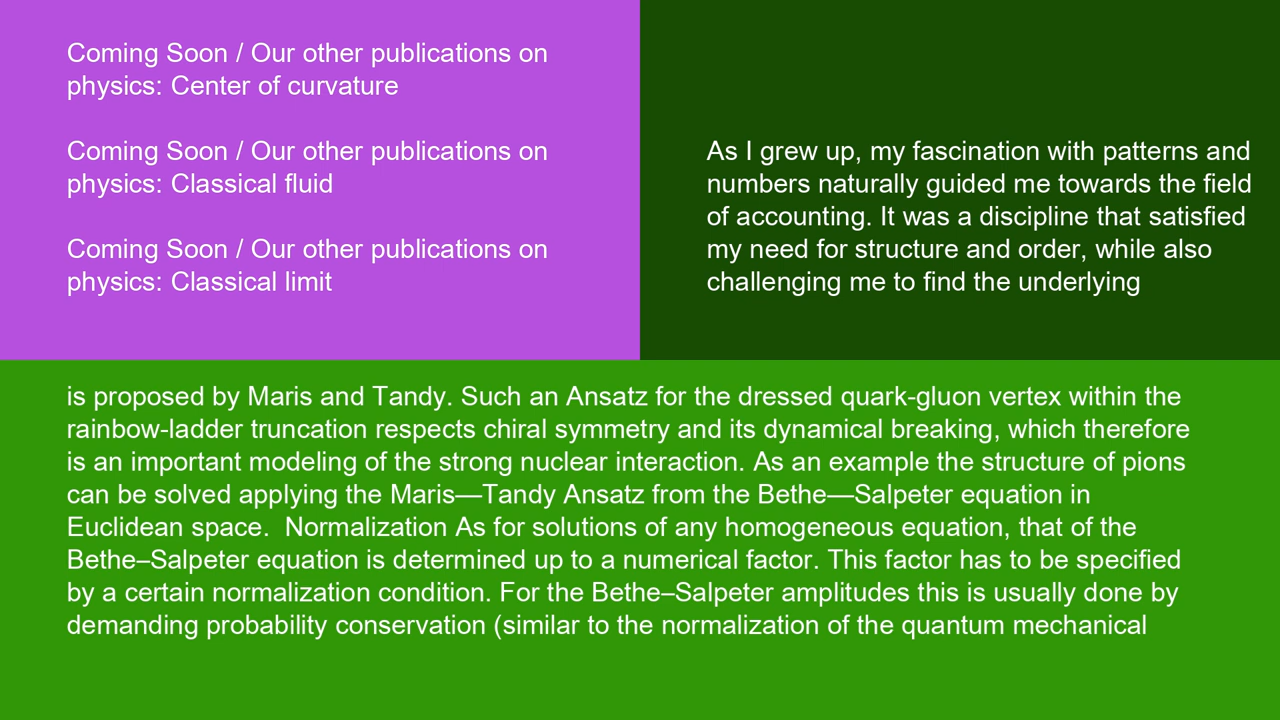 Coming Soon / Our other publications on
physics: Center of curvature
Coming Soon / Our other publications on
physics: Classical fluid
Coming Soon / Our other publications on
physics: Classical limit
As I grew up, my fascination with patterns and
numbers naturally guided me towards the field
of accounting. It was a discipline that satisfied
my need for structure and order, while also
challenging me to find the underlying
is proposed by Maris and Tandy. Such an Ansatz for the dressed quark-gluon vertex within the
rainbow-ladder truncation respects chiral symmetry and its dynamical breaking, which therefore
is an important modeling of the strong nuclear interaction. As an example the structure of pions
can be solved applying the Maris—Tandy Ansatz from the Bethe—Salpeter equation in
Euclidean space.  Normalization As for solutions of any homogeneous equation, that of the
Bethe–Salpeter equation is determined up to a numerical factor. This factor has to be specified
by a certain normalization condition. For the Bethe–Salpeter amplitudes this is usually done by
demanding probability conservation (similar to the normalization of the quantum mechanical